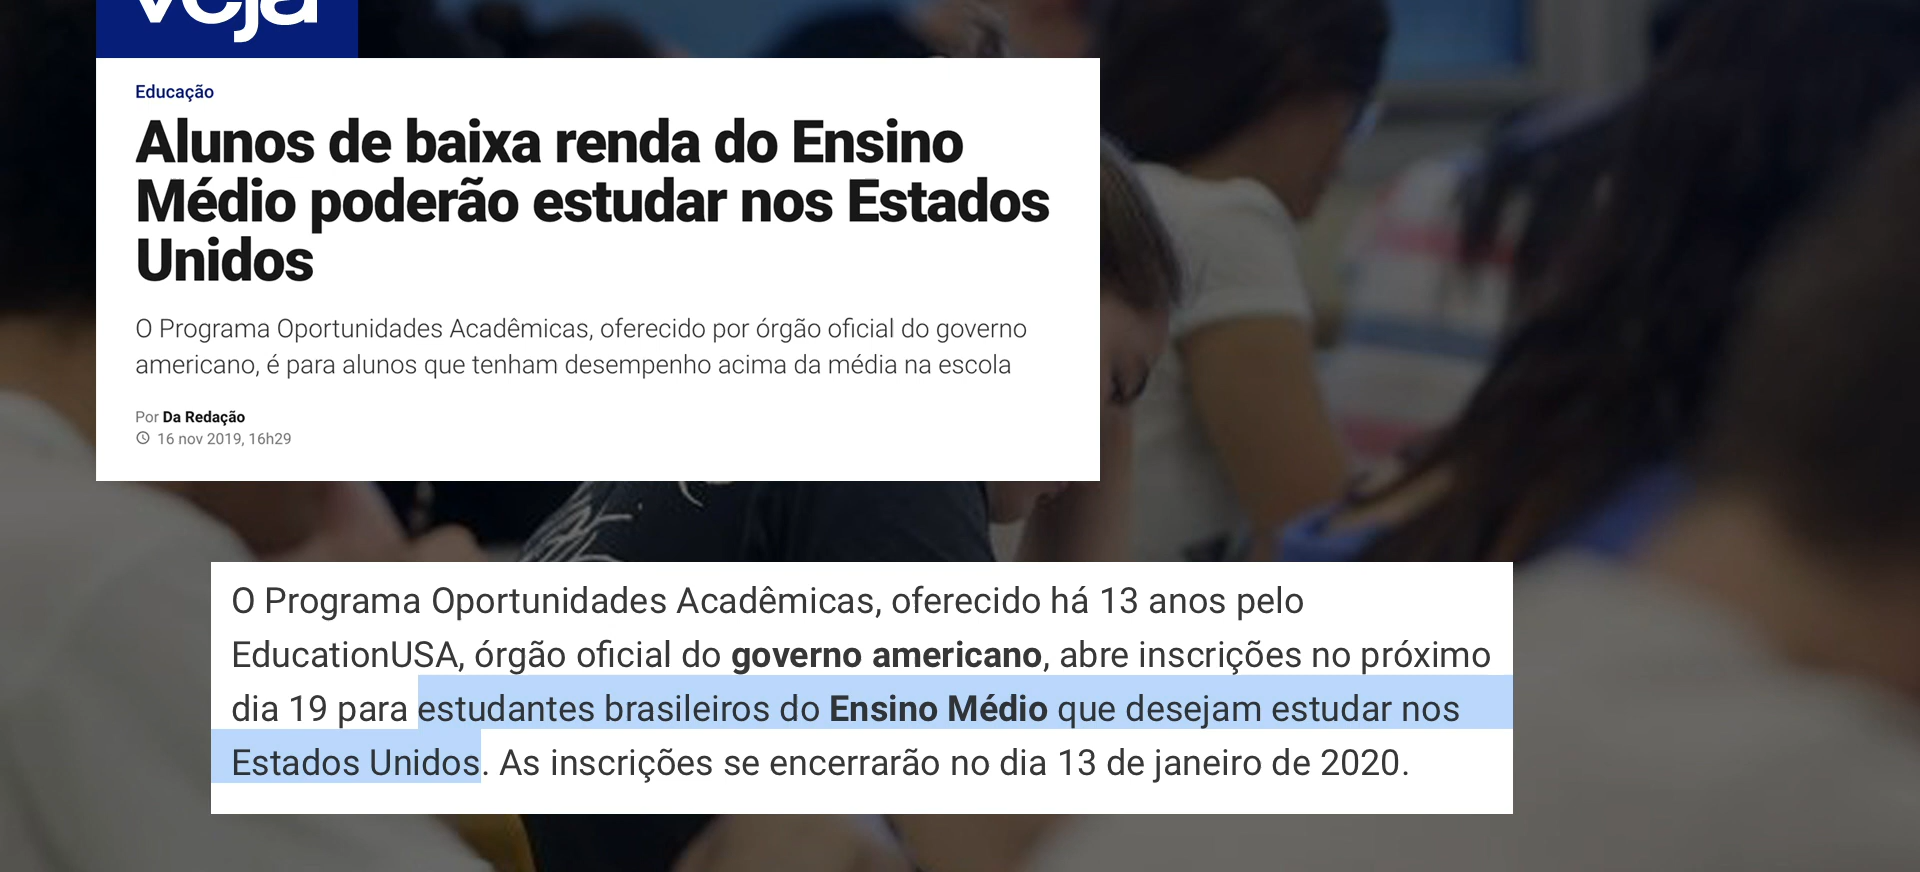 veja
Educação
Alunos de baixa renda do Ensino
Médio poderão estudar nos Estados
Unidos
O Programa Oportunidades Acadêmicas, oferecido por órgão oficial do governo
americano, é para alunos que tenham desempenho acima da média na escola
Por Da Redação
16 nov 2019, 16h29
O Programa Oportunidades Acadêmicas, oferecido há 13 anos pelo
EducationUSA, órgão oficial do governo americano, abre inscrições no próximo
dia 19 para estudantes brasileiros do Ensino Médio que desejam estudar nos
Estados Unidos. As inscrições se encerrarão no dia 13 de janeiro de 2020.